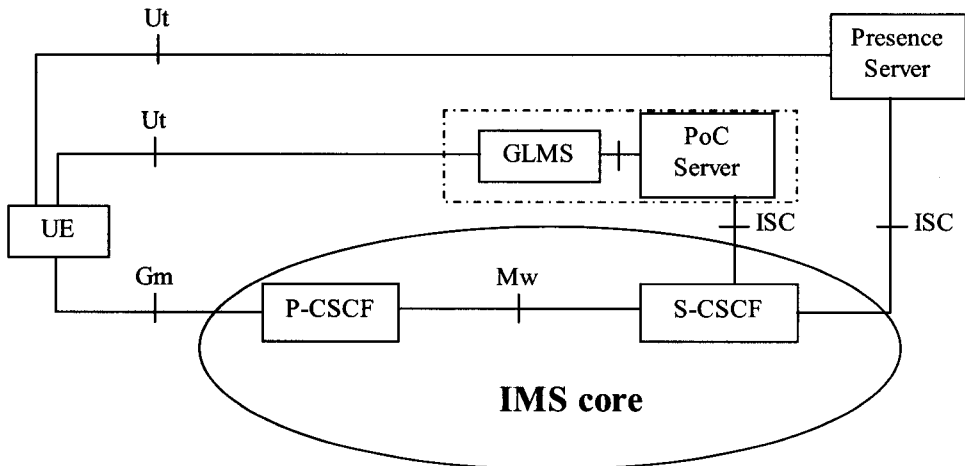 Ut
Presence
Server
Ut
GLMS
PoC
Server
UE
ISC
ISC
Gm
Mw
P-CSCF
S-CSCF
IMS core